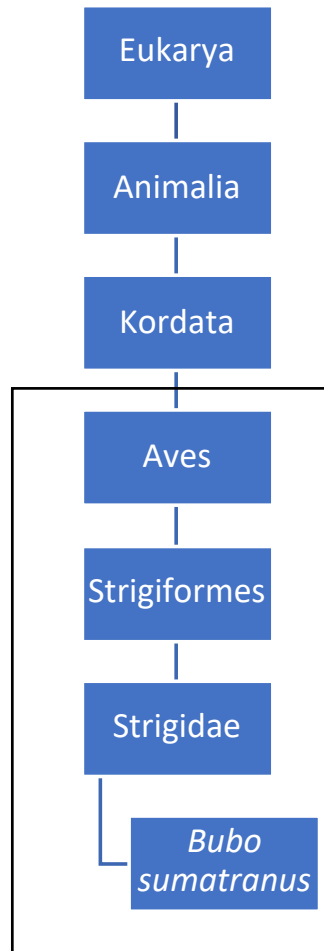 Eukarya
Animalia
Kordata
Aves
Strigiformes
Strigidae
Bubo
sumatranus